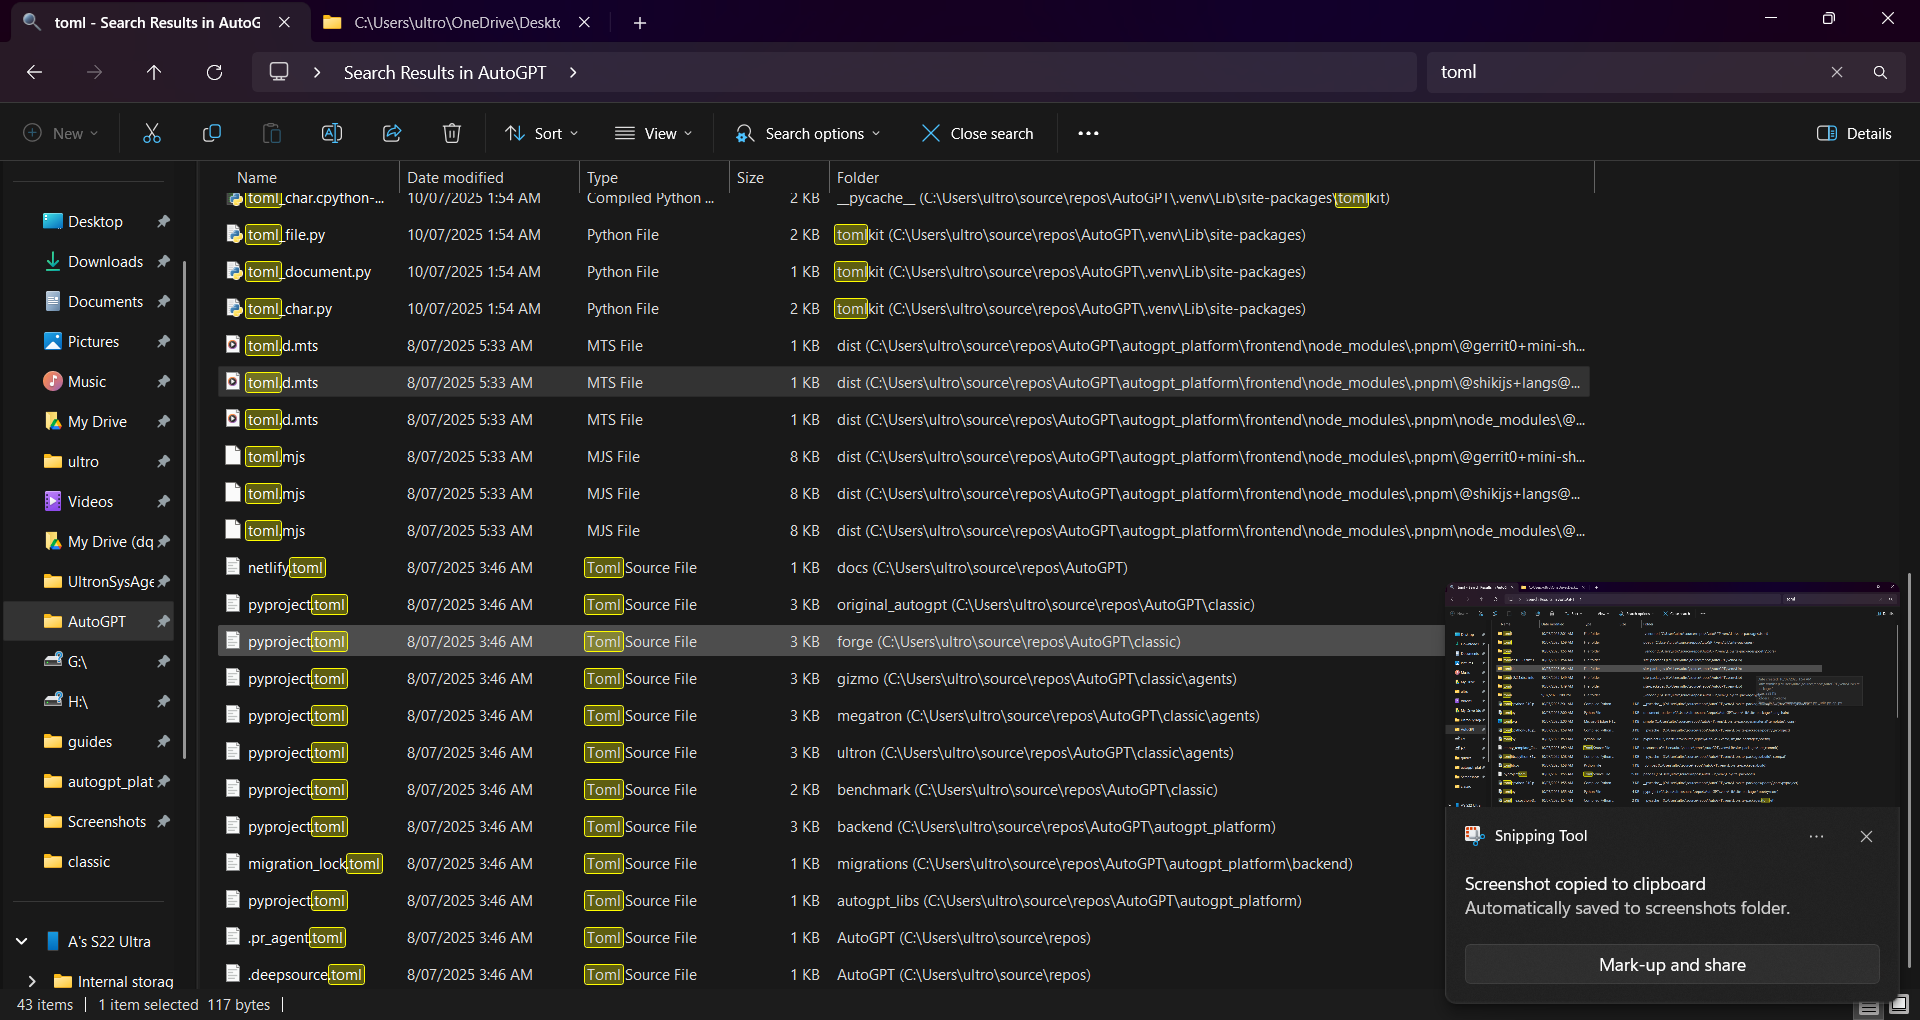 toml - Search Results in AutoG
C:\Users\ultro\OneDrive\Deskto
Search Results in AutoGPT
toml
New
Sort
View
Search options
Close search
Details
Name Date modified Type Size Folder
toml_char.cpython-... 10/07/2025 1:54 AM Compiled Python ... 2 KB __pycache__ (C:\Users\ultro\source\repos\AutoGPT\.venv\Lib\site-packages\tomlkit)
toml_file.py 10/07/2025 1:54 AM Python File 2 KB tomlkit (C:\Users\ultro\source\repos\AutoGPT\.venv\Lib\site-packages)
toml_document.py 10/07/2025 1:54 AM Python File 1 KB tomlkit (C:\Users\ultro\source\repos\AutoGPT\.venv\Lib\site-packages)
toml_char.py 10/07/2025 1:54 AM Python File 2 KB tomlkit (C:\Users\ultro\source\repos\AutoGPT\.venv\Lib\site-packages)
toml.d.mts 8/07/2025 5:33 AM MTS File 1 KB dist (C:\Users\ultro\source\repos\AutoGPT\autogpt_platform\frontend\node_modules\.pnpm\@gerrit0+mini-sh...
toml.d.mts 8/07/2025 5:33 AM MTS File 1 KB dist (C:\Users\ultro\source\repos\AutoGPT\autogpt_platform\frontend\node_modules\.pnpm\@shikijs+langs@...
toml.d.mts 8/07/2025 5:33 AM MTS File 1 KB dist (C:\Users\ultro\source\repos\AutoGPT\autogpt_platform\frontend\node_modules\.pnpm\node_modules\@...
toml.mjs 8/07/2025 5:33 AM MJS File 8 KB dist (C:\Users\ultro\source\repos\AutoGPT\autogpt_platform\frontend\node_modules\.pnpm\@gerrit0+mini-sh...
toml.mjs 8/07/2025 5:33 AM MJS File 8 KB dist (C:\Users\ultro\source\repos\AutoGPT\autogpt_platform\frontend\node_modules\.pnpm\@shikijs+langs@...
toml.mjs 8/07/2025 5:33 AM MJS File 8 KB dist (C:\Users\ultro\source\repos\AutoGPT\autogpt_platform\frontend\node_modules\.pnpm\node_modules\@...
netlify.toml 8/07/2025 3:46 AM Toml Source File 1 KB docs (C:\Users\ultro\source\repos\AutoGPT)
pyproject.toml 8/07/2025 3:46 AM Toml Source File 3 KB original_autogpt (C:\Users\ultro\source\repos\AutoGPT\classic)
pyproject.toml 8/07/2025 3:46 AM Toml Source File 3 KB forge (C:\Users\ultro\source\repos\AutoGPT\classic)
pyproject.toml 8/07/2025 3:46 AM Toml Source File 3 KB gizmo (C:\Users\ultro\source\repos\AutoGPT\classic\agents)
pyproject.toml 8/07/2025 3:46 AM Toml Source File 3 KB megatron (C:\Users\ultro\source\repos\AutoGPT\classic\agents)
pyproject.toml 8/07/2025 3:46 AM Toml Source File 3 KB ultron (C:\Users\ultro\source\repos\AutoGPT\classic\agents)
pyproject.toml 8/07/2025 3:46 AM Toml Source File 2 KB benchmark (C:\Users\ultro\source\repos\AutoGPT\classic)
pyproject.toml 8/07/2025 3:46 AM Toml Source File 3 KB backend (C:\Users\ultro\source\repos\AutoGPT\autogpt_platform)
migration_lock.toml 8/07/2025 3:46 AM Toml Source File 1 KB migrations (C:\Users\ultro\source\repos\AutoGPT\autogpt_platform\backend)
pyproject.toml 8/07/2025 3:46 AM Toml Source File 1 KB autogpt_libs (C:\Users\ultro\source\repos\AutoGPT\autogpt_platform)
.pr_agent.toml 8/07/2025 3:46 AM Toml Source File 1 KB AutoGPT (C:\Users\ultro\source\repos)
.deepsource.toml 8/07/2025 3:46 AM Toml Source File 1 KB AutoGPT (C:\Users\ultro\source\repos)
Desktop
Downloads
Documents
Pictures
Music
My Drive
ultro
Videos
My Drive (dq
UltronSysAge
AutoGPT
G:\
H:\
guides
autogpt_plat
Screenshots
classic
A's S22 Ultra
Internal storag
Snipping Tool
Screenshot copied to clipboard
Automatically saved to screenshots folder.
Mark-up and share
43 items 1 item selected 117 bytes